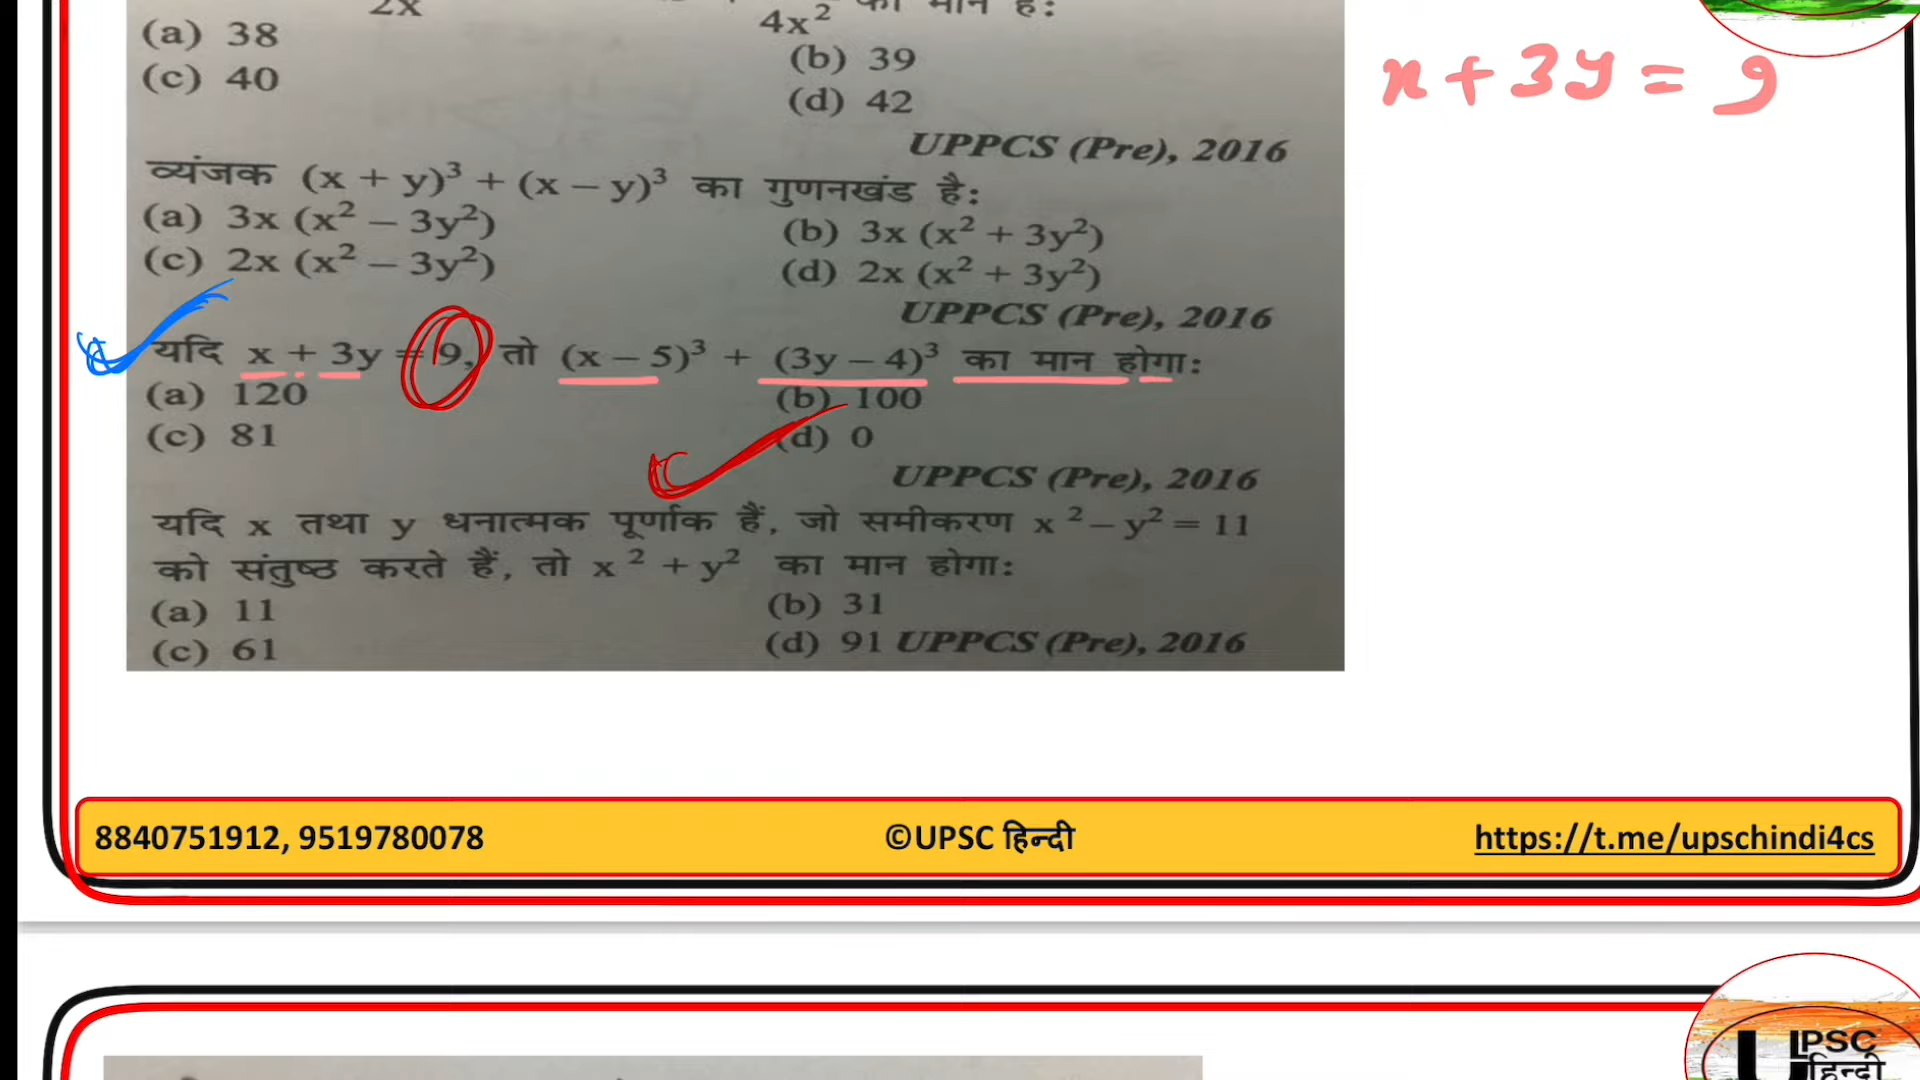 2x
4x² का मान है:
(a) 38
(b) 39
(c) 40
(d) 42
UPPCS (Pre), 2016
व्यंजक (x + y)³ + (x – y)³ का गुणनखंड है:
(a) 3x (x² – 3y²)
(b) 3x (x² + 3y²)
(c) 2x (x² – 3y²)
(d) 2x (x² + 3y²)
UPPCS (Pre), 2016
यदि x + 3y = 9, तो (x – 5)³ + (3y – 4)³ का मान होगा:
(a) 120
(b) 100
(c) 81
(d) 0
UPPCS (Pre), 2016
यदि x तथा y धनात्मक पूर्णांक हैं, जो समीकरण x² – y² = 11
को संतुष्ठ करते हैं, तो x² + y² का मान होगा:
(a) 11
(b) 31
(c) 61
(d) 91 UPPCS (Pre), 2016
x + 3y = 9
8840751912, 9519780078
©UPSC हिन्दी
https://t.me/upschindi4cs
UPSC
हिन्दी